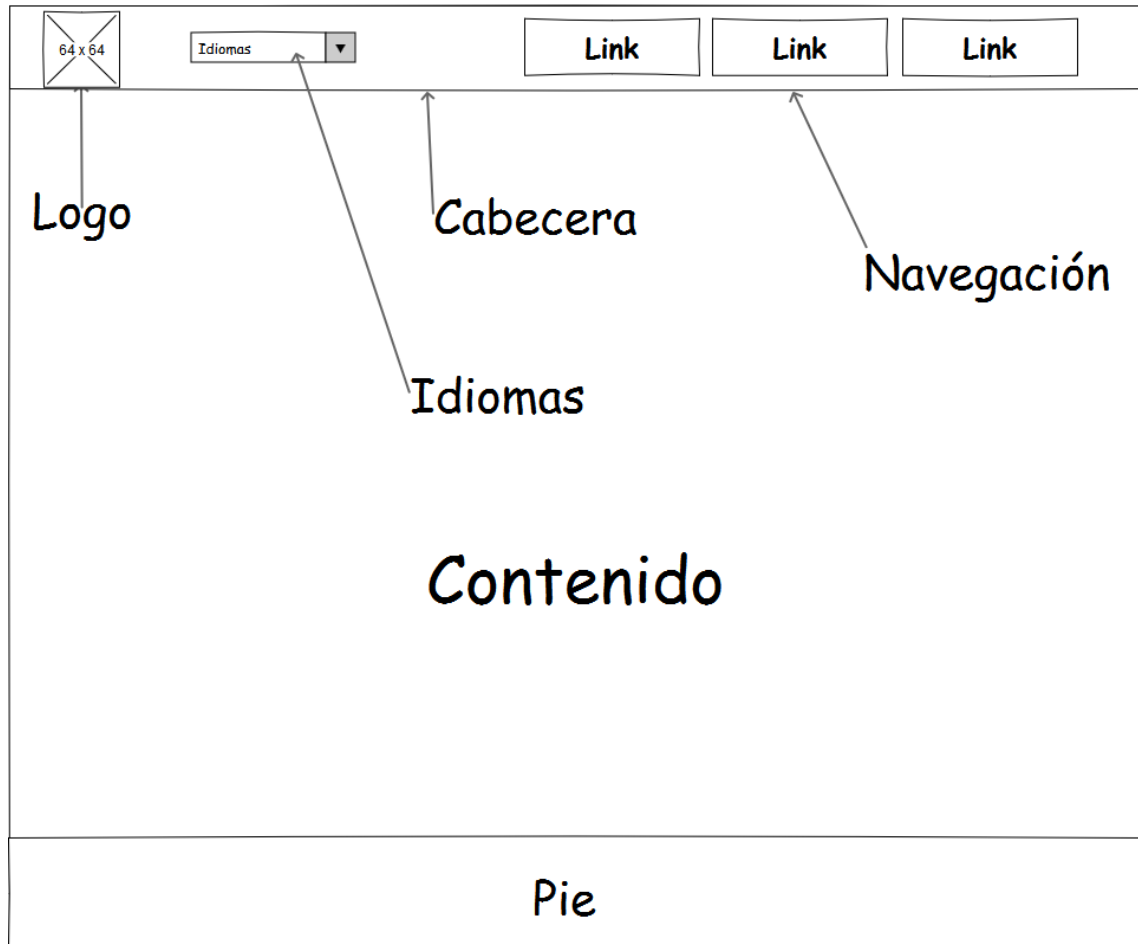 64 x 64
Idiomas
Link
Link
Link
Logo
Cabecera
Navegación
Idiomas
Contenido
Pie